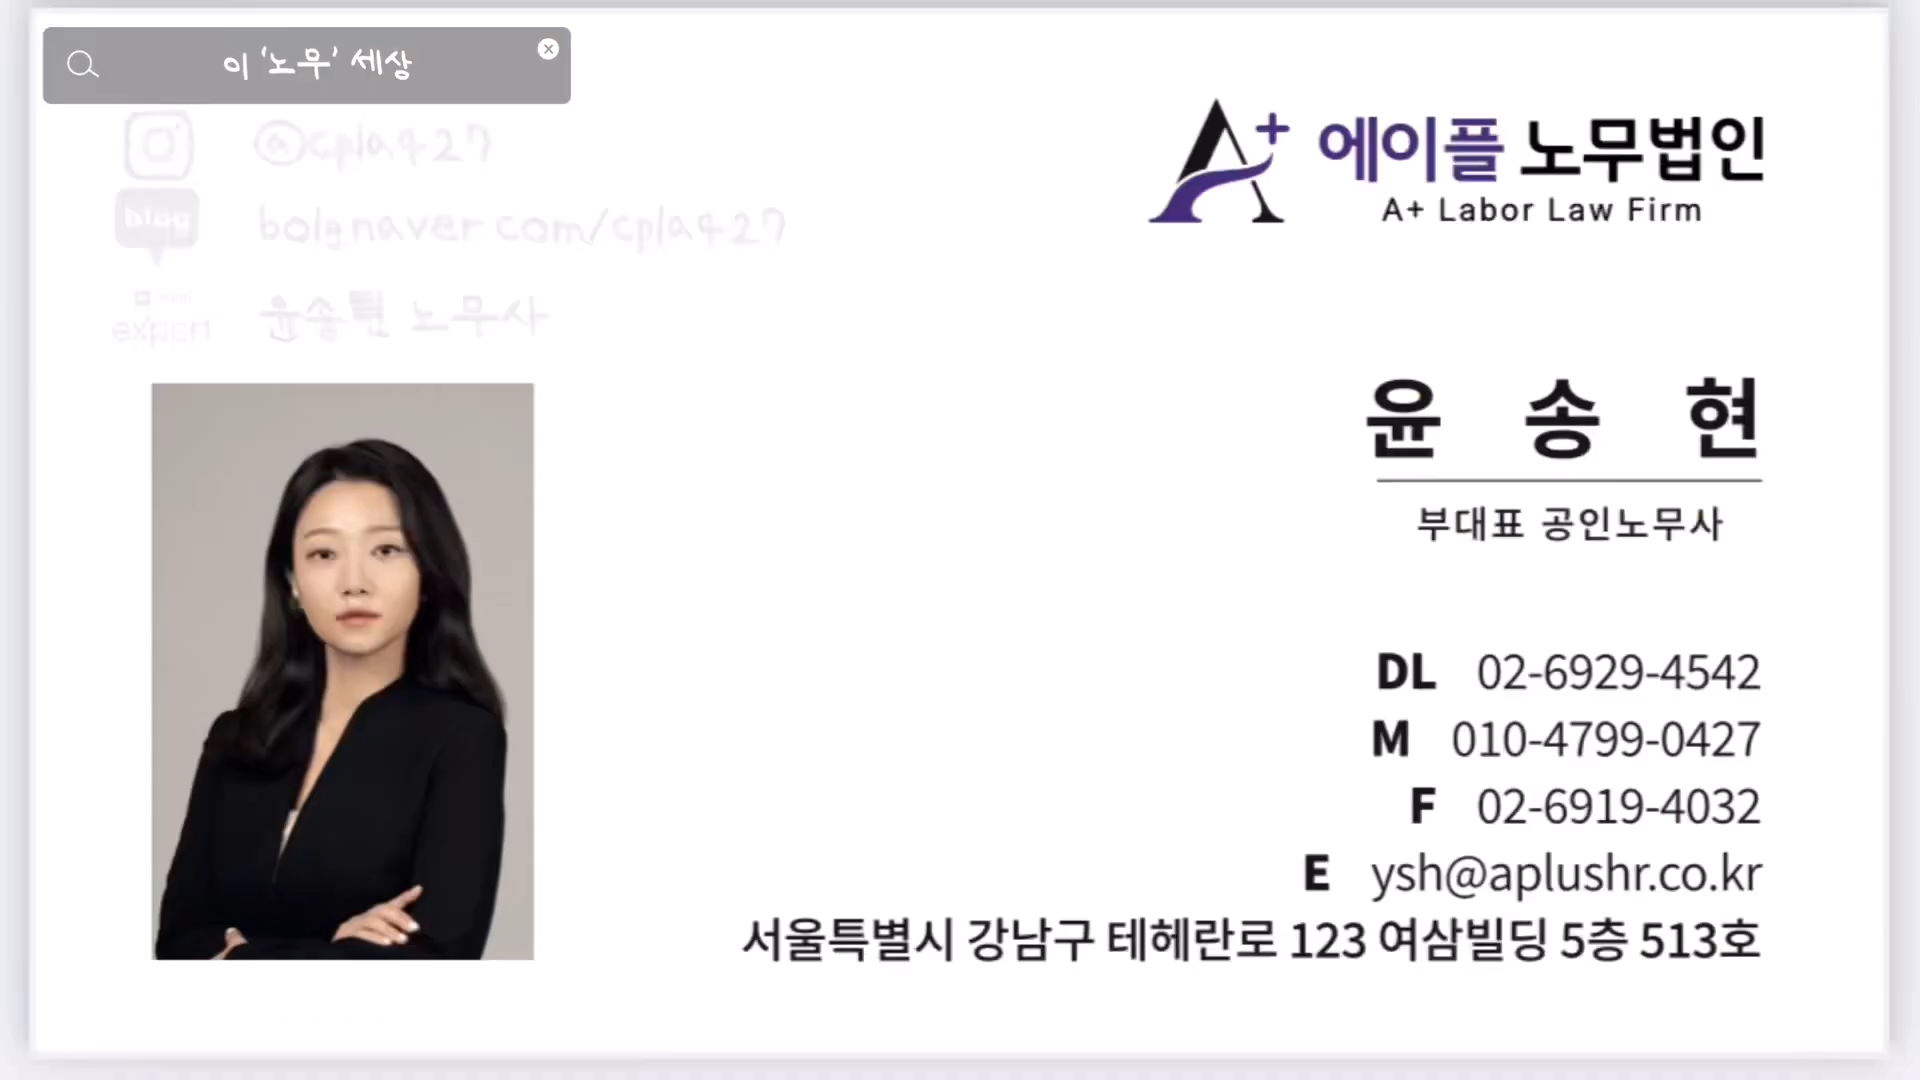 이 '노무' 세상
@cpla427
blog
bolgnaver com/cpla427
expert
윤송현 노무사
A+
에이플 노무법인
A+ Labor Law Firm
윤 송 현
부대표 공인노무사
DL 02-6929-4542
M 010-4799-0427
F 02-6919-4032
E ysh@aplushr.co.kr
서울특별시 강남구 테헤란로 123 여삼빌딩 5층 513호